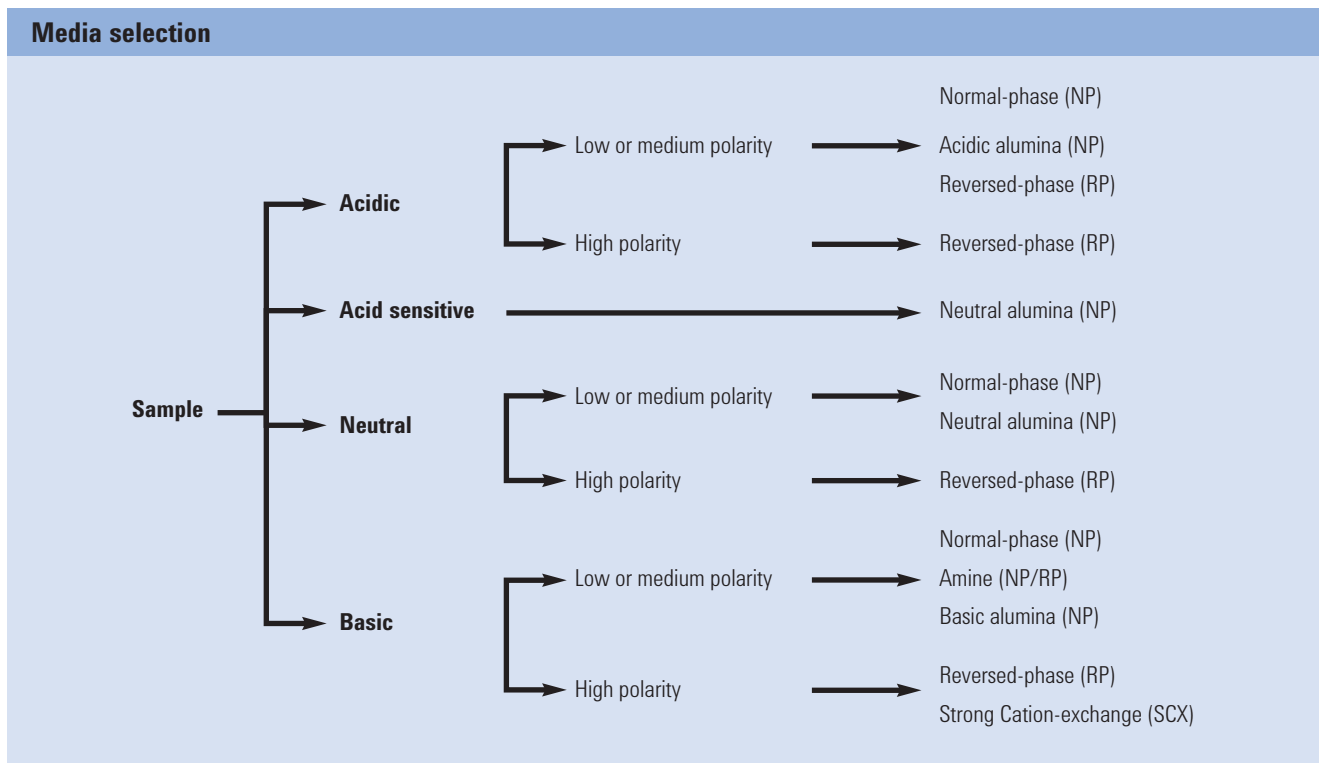 Media selection
Normal-phase (NP)
Low or medium polarity
Acidic alumina (NP)
Reversed-phase (RP)
Acidic
High polarity
Reversed-phase (RP)
Acid sensitive
Neutral alumina (NP)
Normal-phase (NP)
Low or medium polarity
Neutral alumina (NP)
Sample
Neutral
High polarity
Reversed-phase (RP)
Normal-phase (NP)
Low or medium polarity
Amine (NP/RP)
Basic alumina (NP)
Basic
Reversed-phase (RP)
High polarity
Strong Cation-exchange (SCX)